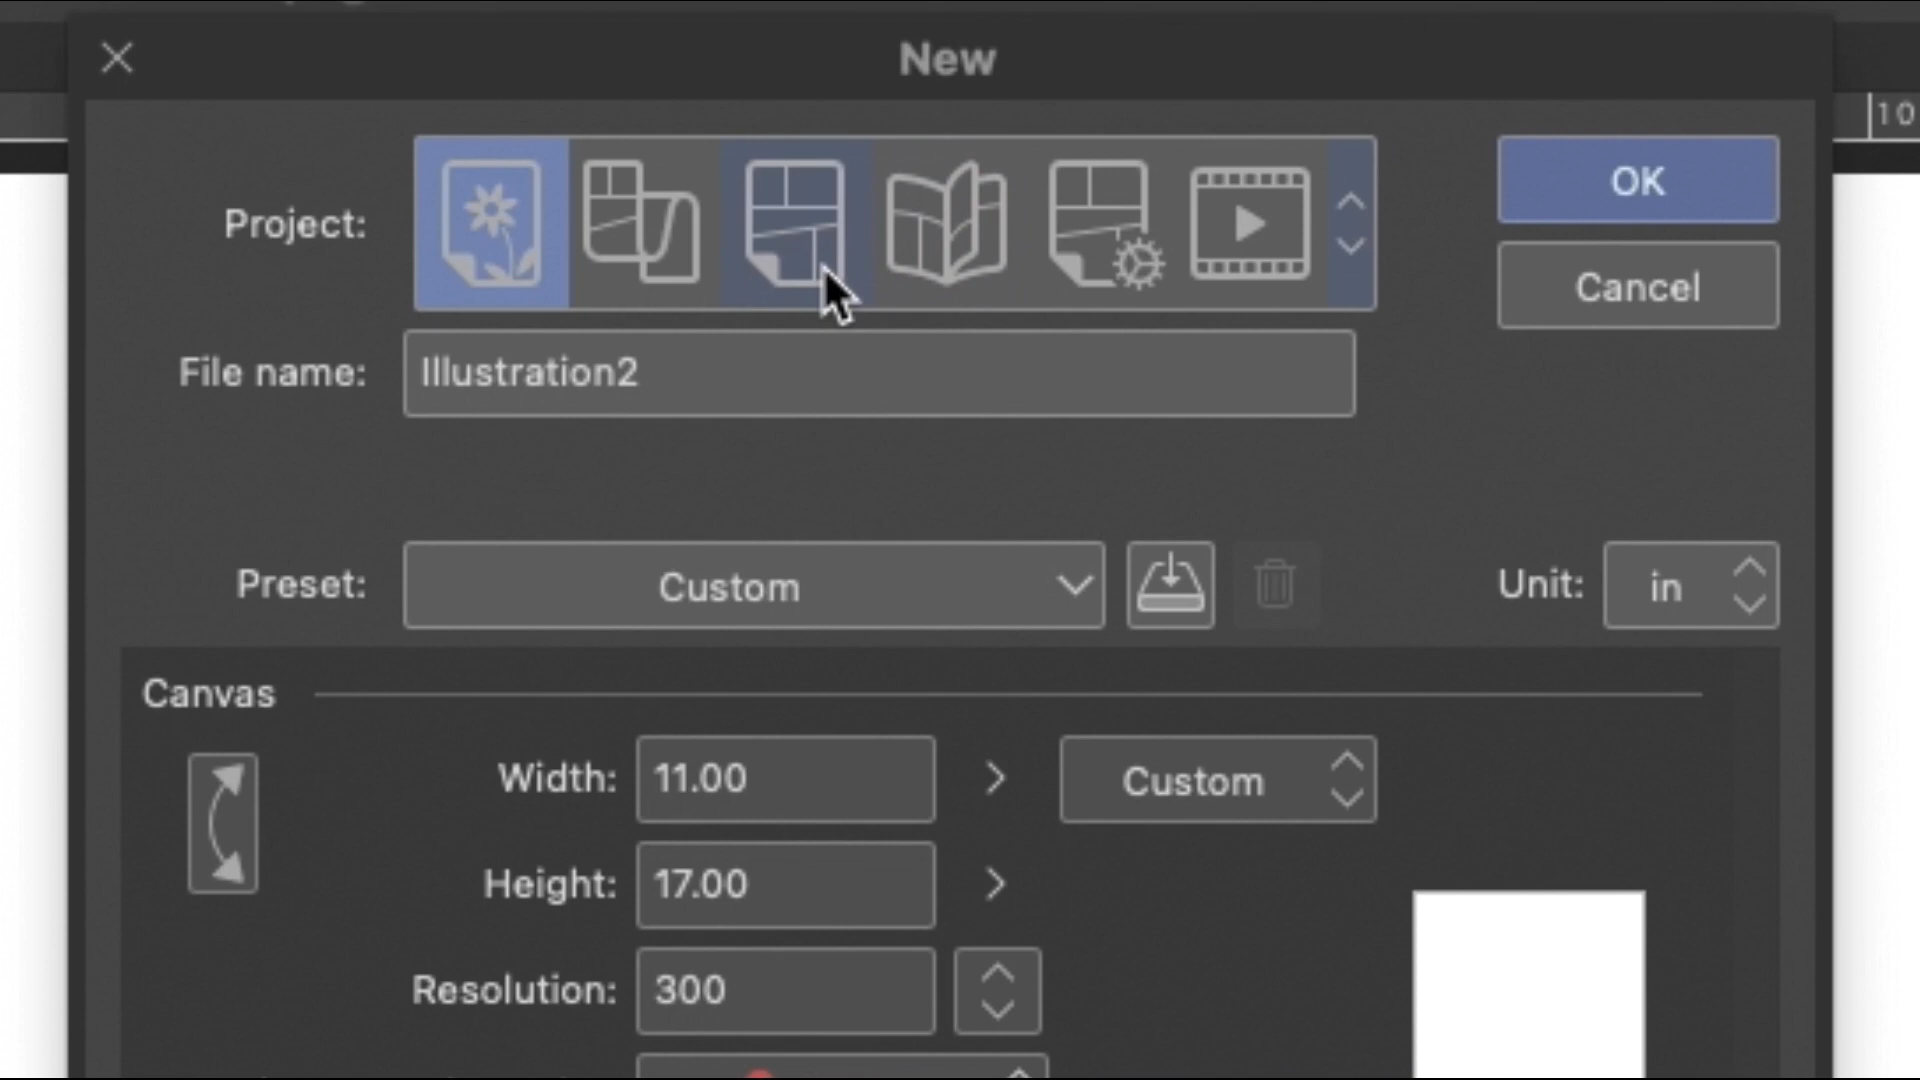 New
10
Project:
OK
Cancel
File name: Illustration2
Preset: Custom
Unit: in
Canvas
Width: 11.00 Custom
Height: 17.00
Resolution: 300